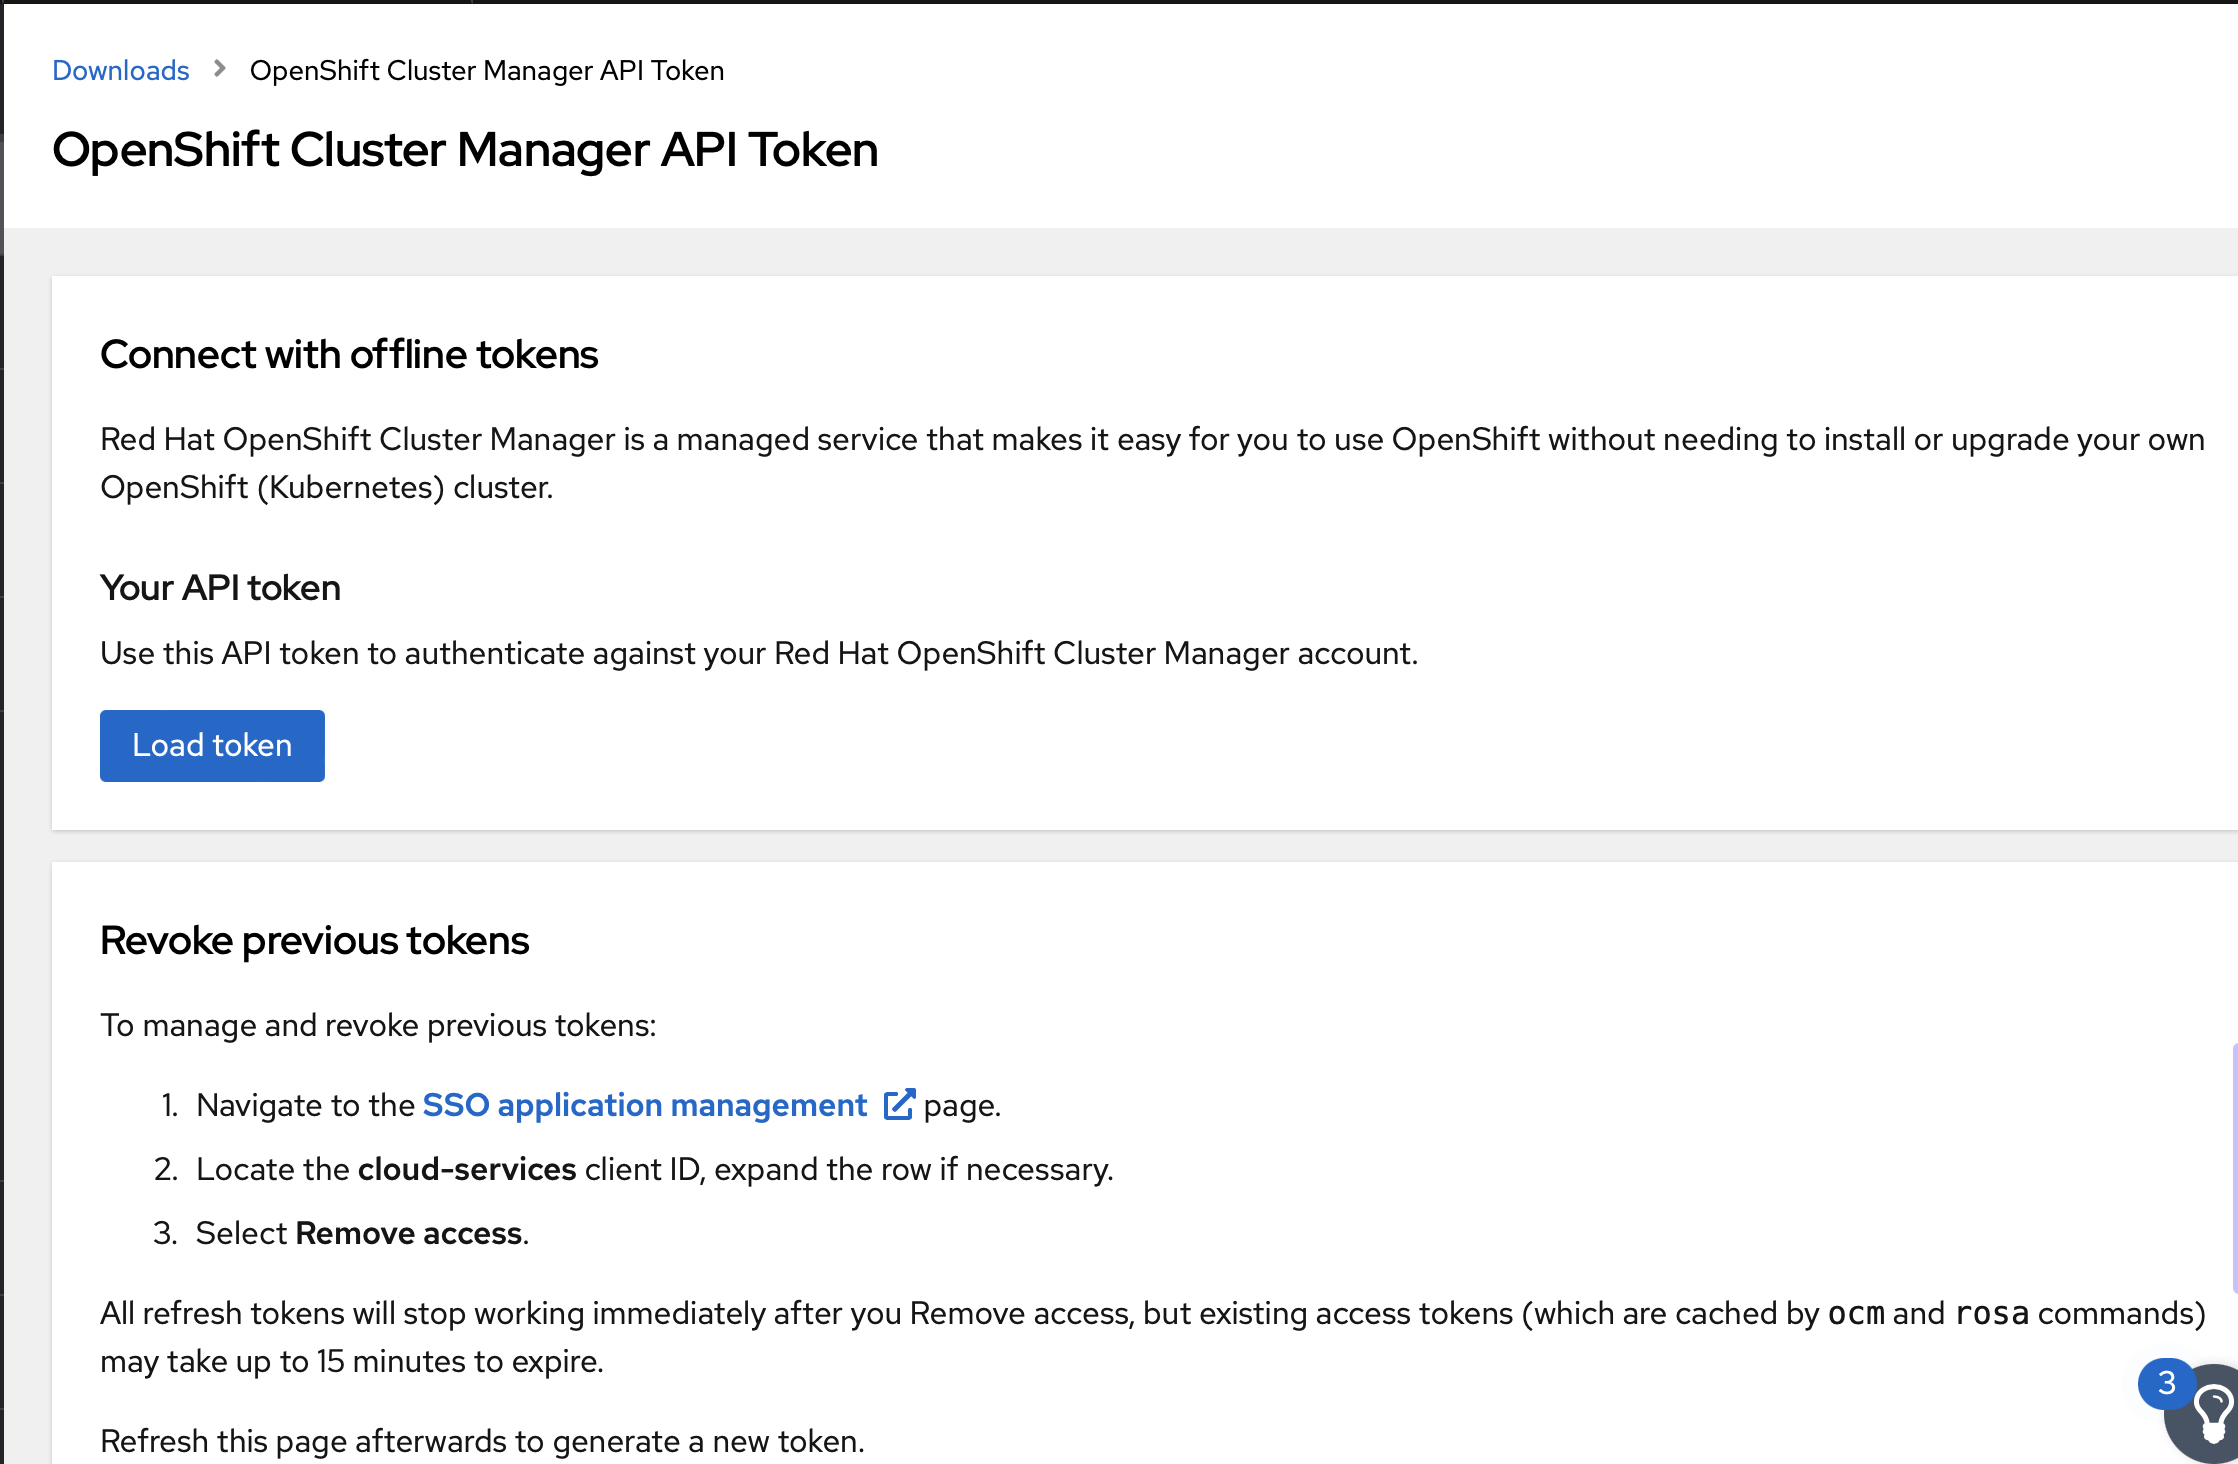 Downloads > OpenShift Cluster Manager API Token
OpenShift Cluster Manager API Token
Connect with offline tokens
Red Hat OpenShift Cluster Manager is a managed service that makes it easy for you to use OpenShift without needing to install or upgrade your own
OpenShift (Kubernetes) cluster.
Your API token
Use this API token to authenticate against your Red Hat OpenShift Cluster Manager account.
Load token
Revoke previous tokens
To manage and revoke previous tokens:
1. Navigate to the SSO application management page.
2. Locate the cloud-services client ID, expand the row if necessary.
3. Select Remove access.
All refresh tokens will stop working immediately after you Remove access, but existing access tokens (which are cached by ocm and rosa commands)
may take up to 15 minutes to expire.
3
Refresh this page afterwards to generate a new token.